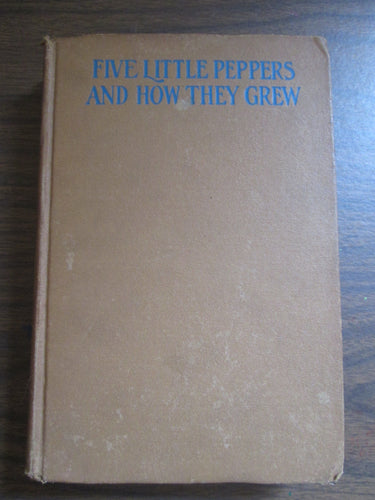 FIVE LITTLE PEPPERS
AND HOW THEY GREW